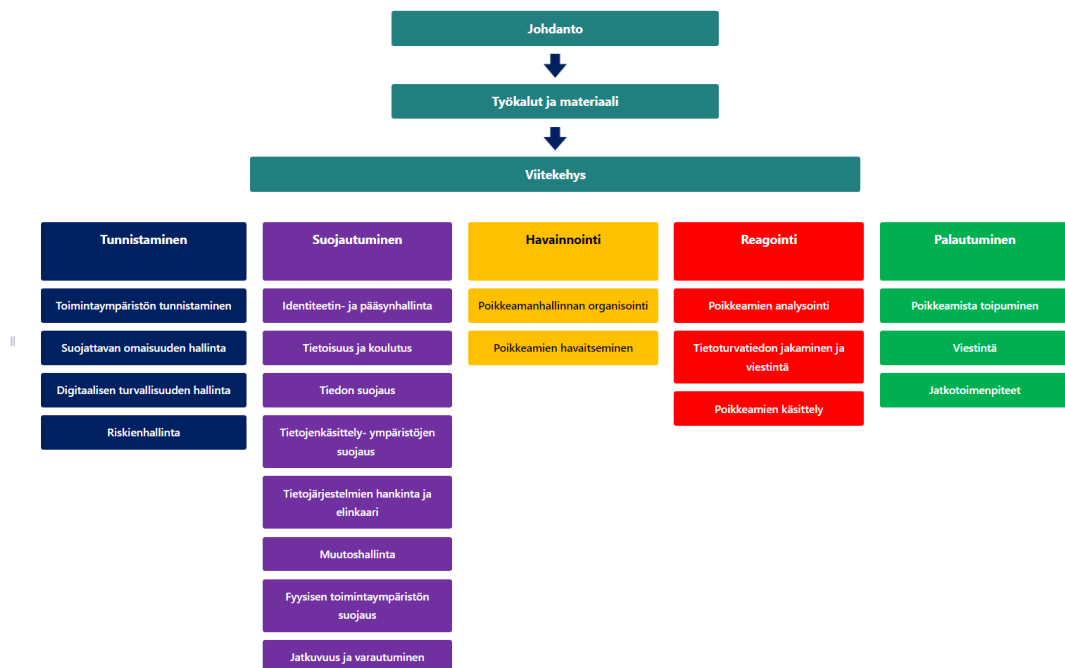 Johdanto
Työkalut ja materiaali
Viitekehys
Tunnistaminen
Toimintaympäristön tunnistaminen
Suojattavan omaisuuden hallinta
Digitaalisen turvallisuuden hallinta
Riskienhallinta
Suojautuminen
Identiteetin- ja pääsynhallinta
Tietoisuus ja koulutus
Tiedon suojaus
Tietojenkäsittely- ympäristöjen
suojaus
Tietojärjestelmien hankinta ja
elinkaari
Muutoshallinta
Fyysisen toimintaympäristön
suojaus
Jatkuvuus ja varautuminen
Havainnointi
Poikkeamanhallinnan organisointi
Poikkeamien havaitseminen
Reagointi
Poikkeamien analysointi
Tietoturvatiedon jakaminen ja
viestintä
Poikkeamien käsittely
Palautuminen
Poikkeamista toipuminen
Viestintä
Jatkotoimenpiteet